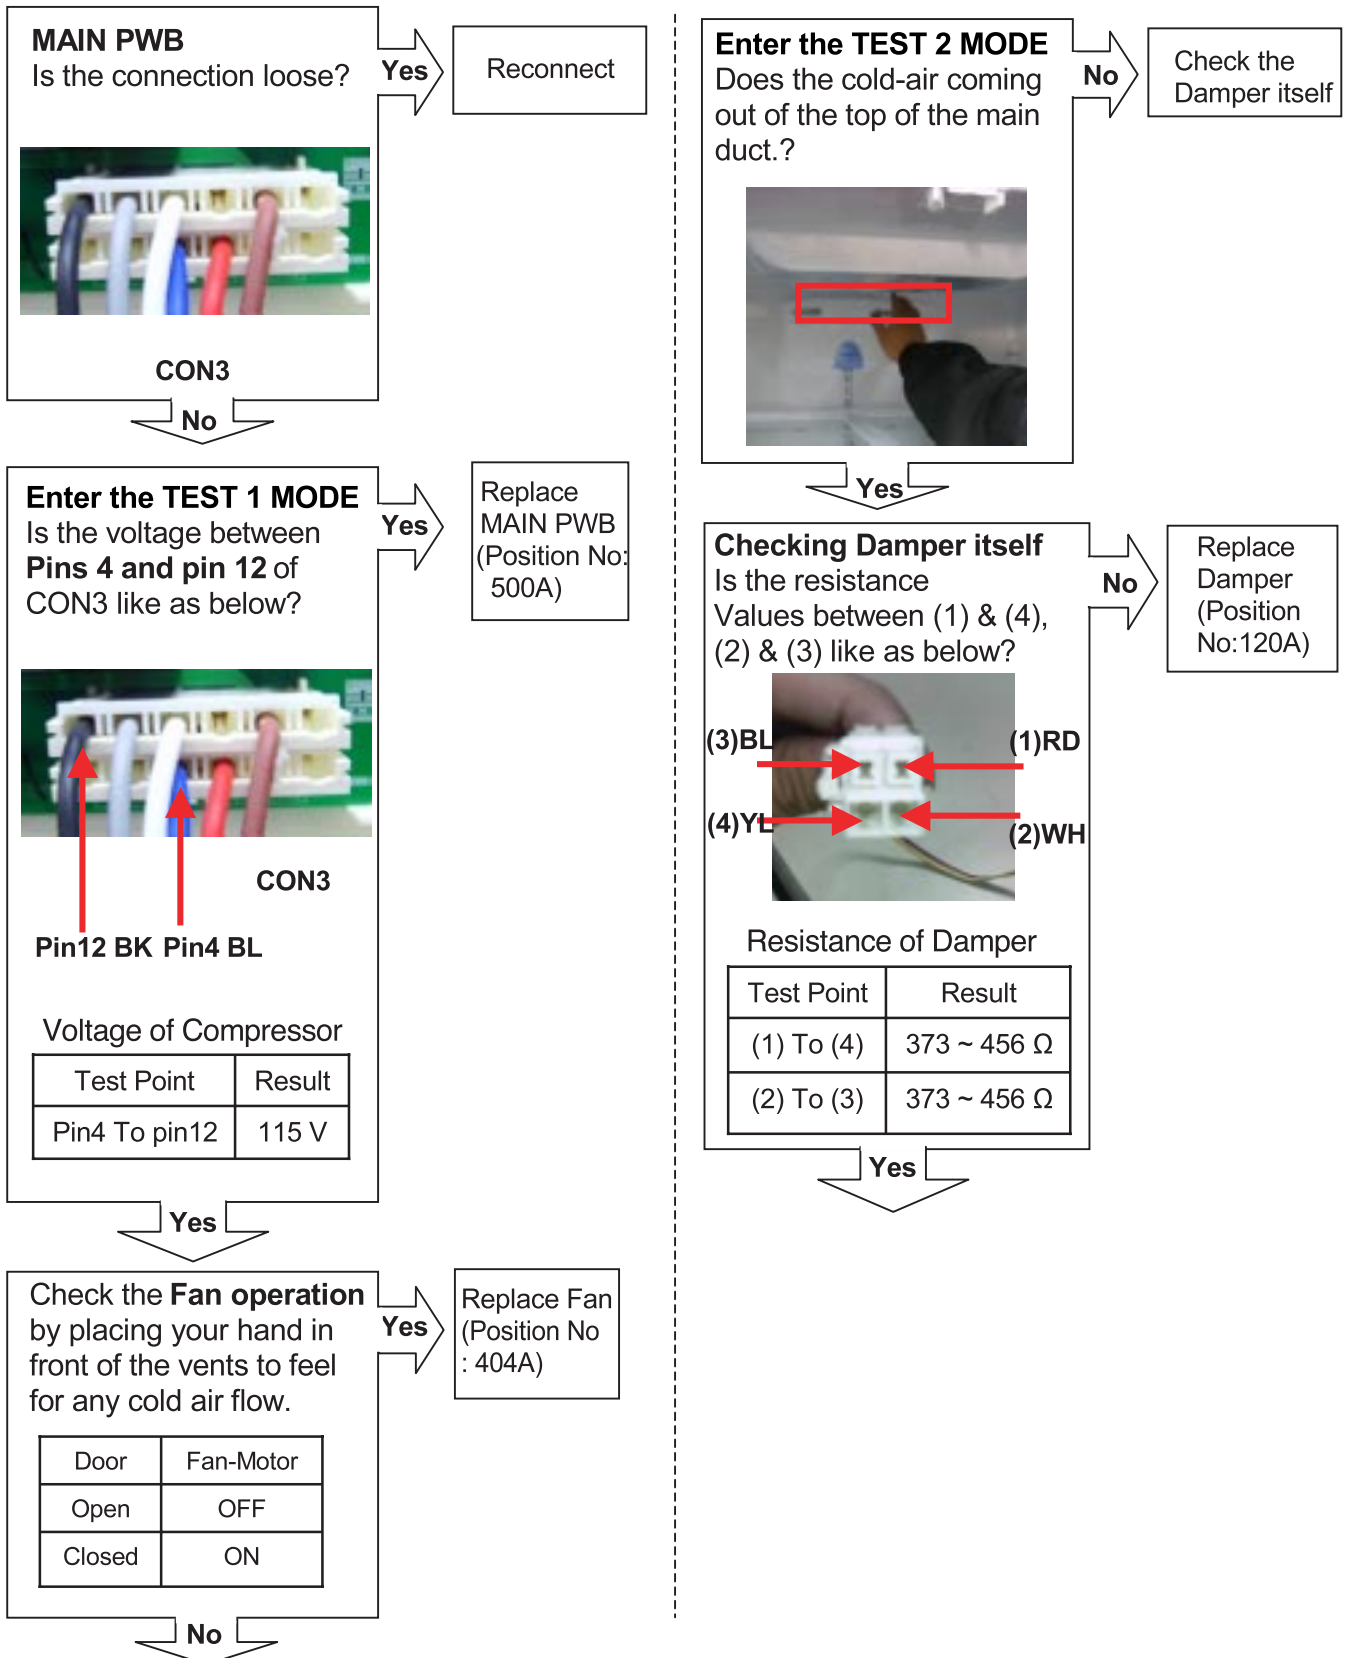 MAIN PWB
Is the connection loose?
Yes
Reconnect
CON3
No
Enter the TEST 1 MODE
Is the voltage between
Pins 4 and pin 12 of
CON3 like as below?
Yes
Replace
MAIN PWB
(Position No:
500A)
CON3
Pin12 BK Pin4 BL
Voltage of Compressor
Test Point Result
Pin4 To pin12 115 V
Yes
Check the Fan operation
by placing your hand in
front of the vents to feel
for any cold air flow.
Yes
Replace Fan
(Position No
: 404A)
Door Fan-Motor
Open OFF
Closed ON
No
Enter the TEST 2 MODE
Does the cold-air coming
out of the top of the main
duct.?
No
Check the
Damper itself
Yes
Checking Damper itself
Is the resistance
Values between (1) & (4),
(2) & (3) like as below?
No
Replace
Damper
(Position
No:120A)
(3)BL
(1)RD
(4)YL
(2)WH
Resistance of Damper
Test Point Result
(1) To (4) 373 ~ 456 Ω
(2) To (3) 373 ~ 456 Ω
Yes